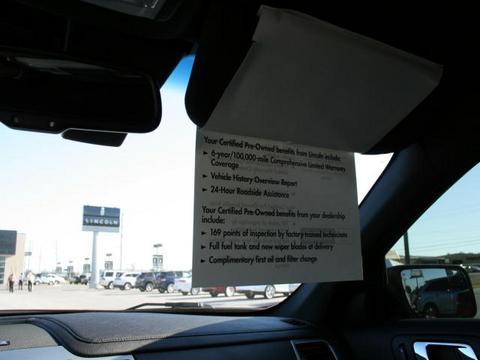 Your Certified Pre-Owned benefits from Lincoln include:
▸ 6-year/100,000-mile Comprehensive Limited Warranty
Coverage
▸ Vehicle History Overview Report
▸ 24-Hour Roadside Assistance
Your Certified Pre-Owned benefits from your dealership
include:
▸ 169 points of inspection by factory trained technicians
▸ Full fuel tank and new wiper blades at delivery
▸ Complimentary first oil and filter change
LINCOLN